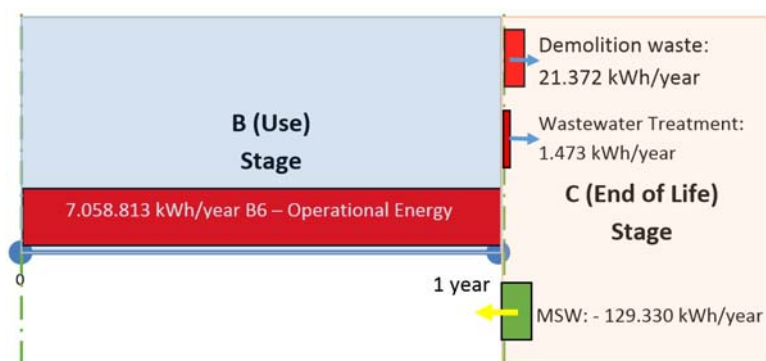 Demolition waste:
21.372 kWh/year
B (Use)
Stage
Wastewater Treatment:
1.473 kWh/year
7.058.813 kWh/year B6 – Operational Energy
C (End of Life)
Stage
0
1 year
MSW: - 129.330 kWh/year